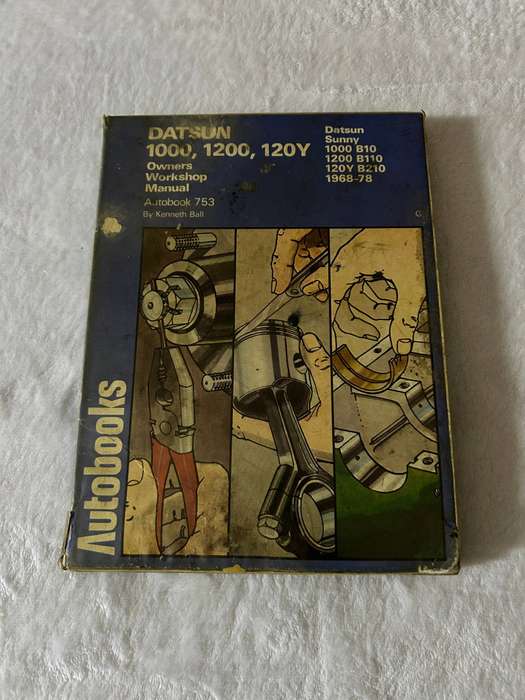 DATSUN
1000, 1200, 120Y
Owners
Workshop
Manual
Autobook 753
By Kenneth Ball
Datsun
Sunny
1000 B10
1200 B110
120Y B210
1968-78
Autobooks